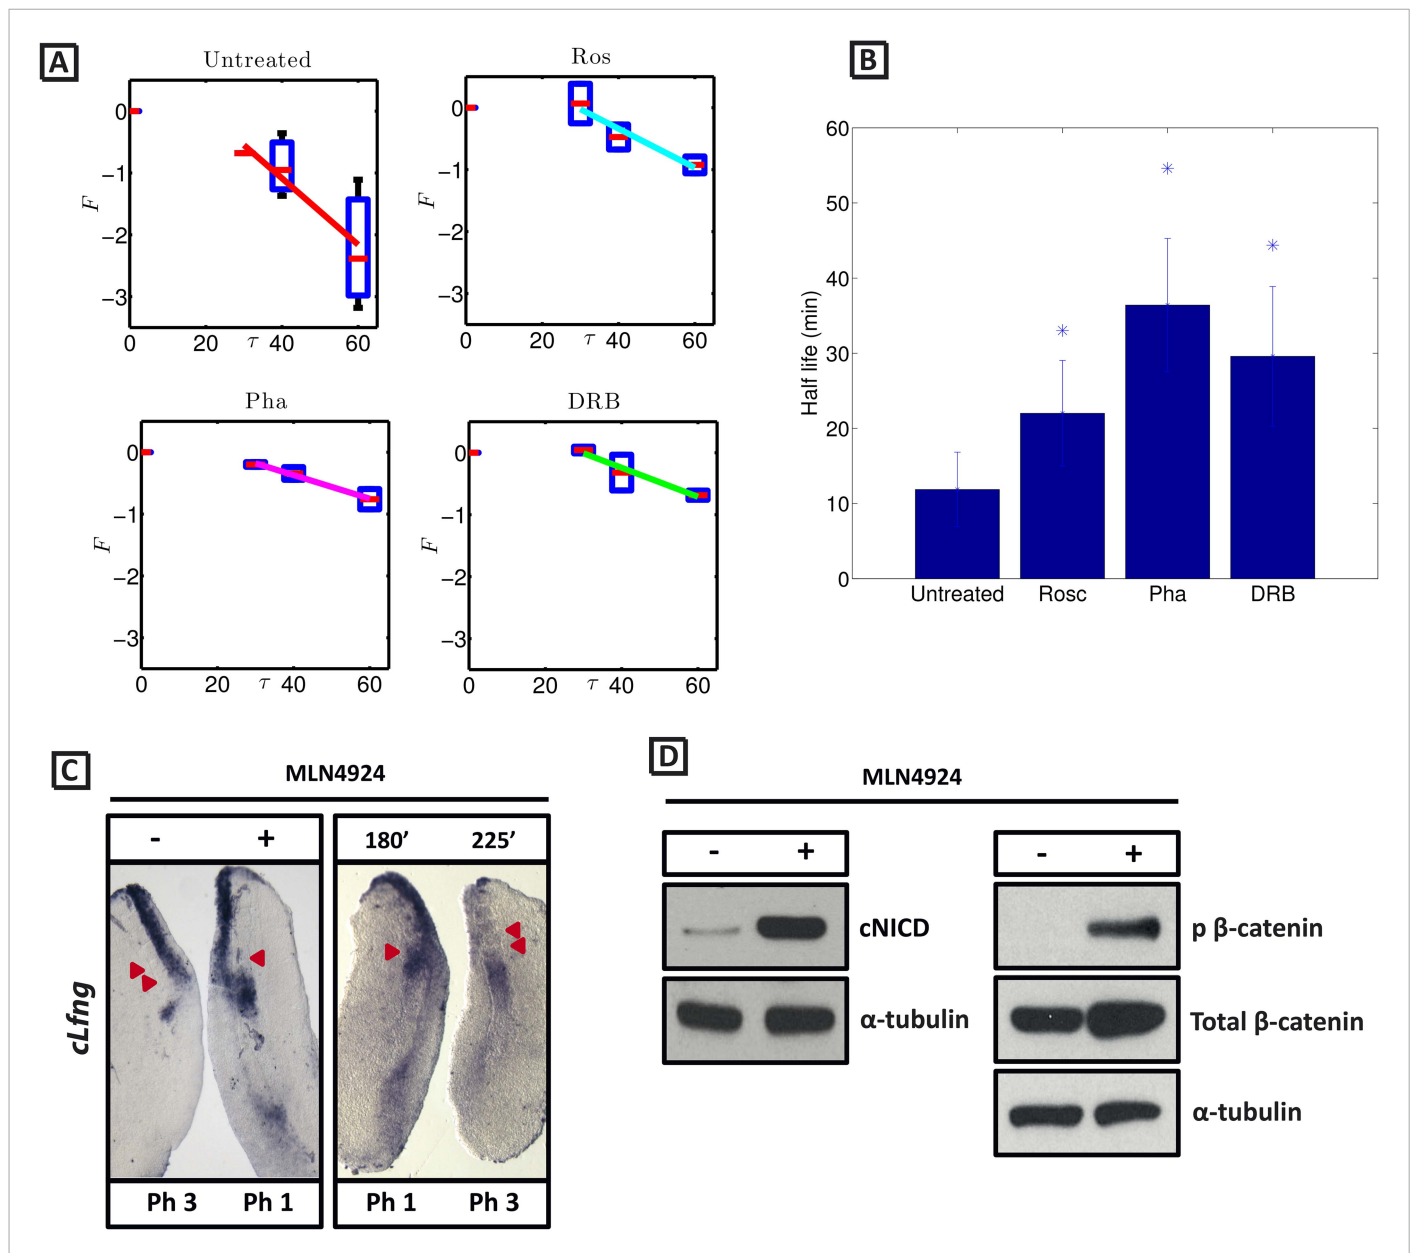 A
Untreated
0
−1
−2
−3
F
0 20 τ 40 60
Ros
0
−1
−2
−3
F
0 20 τ 40 60
Pha
0
−1
−2
−3
F
0 20 τ 40 60
DRB
0
−1
−2
−3
F
0 20 τ 40 60
B
60
50
40
30
20
10
0
Half life (min)
Untreated Rosc Pha DRB
C
MLN4924
- + 180’ 225’
cLfng
Ph 3 Ph 1 Ph 1 Ph 3
D
MLN4924
- +
cNICD
α-tubulin
- +
p β-catenin
Total β-catenin
α-tubulin